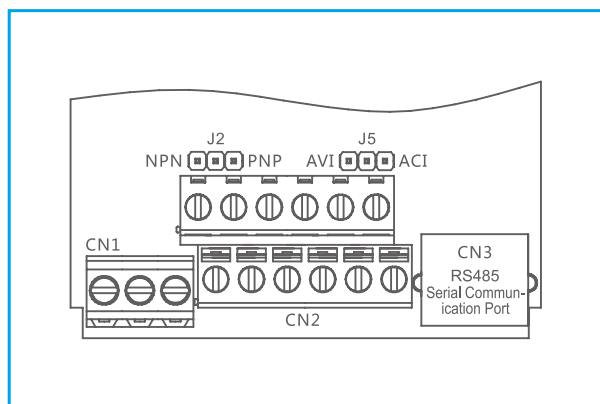 J2 J5
NPN PNP AVI ACI
CN1
CN3
RS485
Serial Commun-
ication Port
CN2